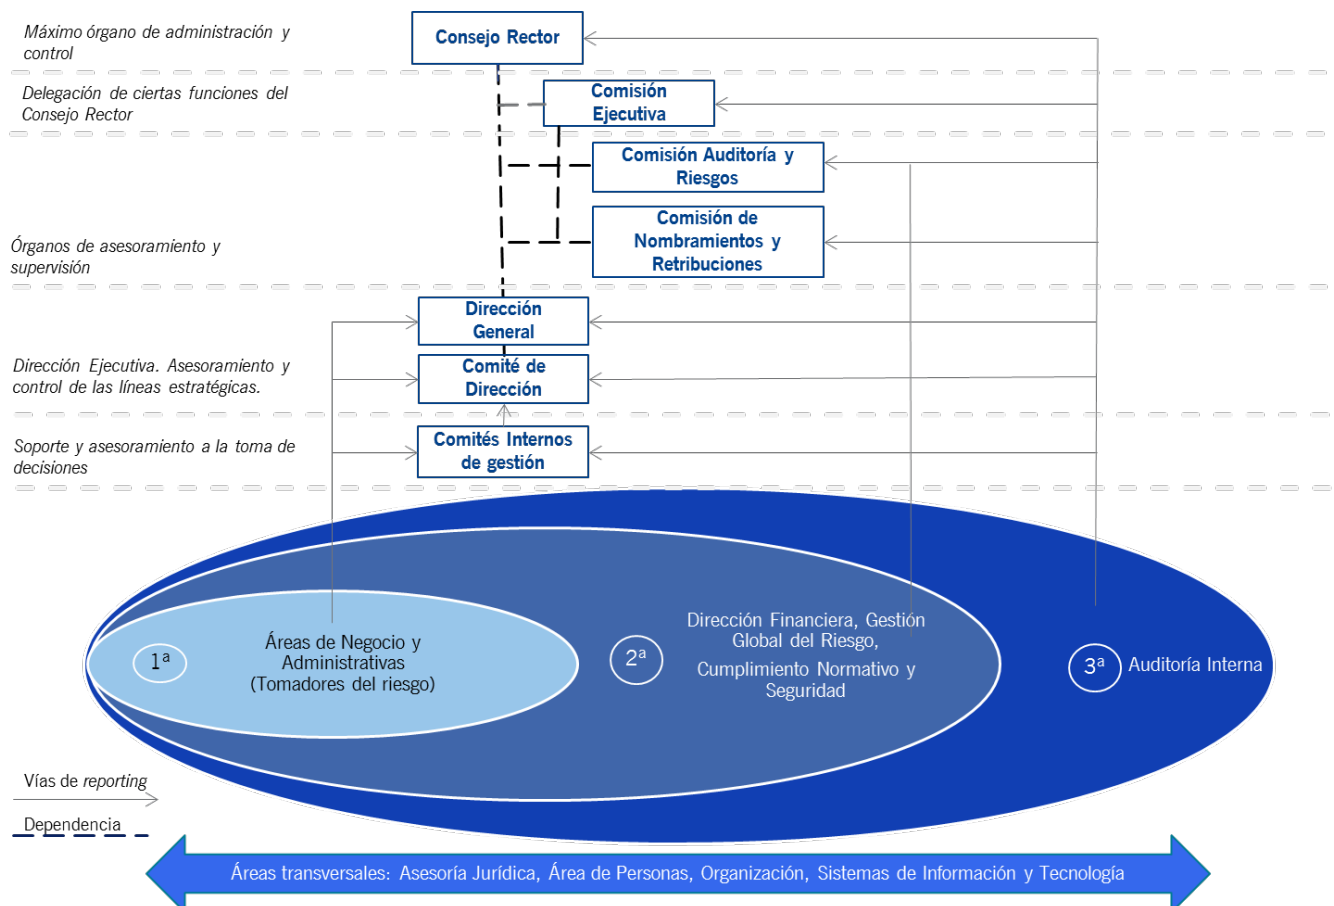 Máximo órgano de administración y
control
Consejo Rector
Delegación de ciertas funciones del
Consejo Rector
Comisión
Ejecutiva
Comisión Auditoría y
Riesgos
Comisión de
Nombramientos y
Retribuciones
Órganos de asesoramiento y
supervisión
Dirección
General
Dirección Ejecutiva. Asesoramiento y
control de las líneas estratégicas.
Comité de
Dirección
Soporte y asesoramiento a la toma de
decisiones
Comités Internos
de gestión
1ª
Áreas de Negocio y
Administrativas
(Tomadores del riesgo)
2ª
Dirección Financiera, Gestión
Global del Riesgo,
Cumplimiento Normativo y
Seguridad
3ª
Auditoría Interna
Vías de reporting
Dependencia
Áreas transversales: Asesoría Jurídica, Área de Personas, Organización, Sistemas de Información y Tecnología